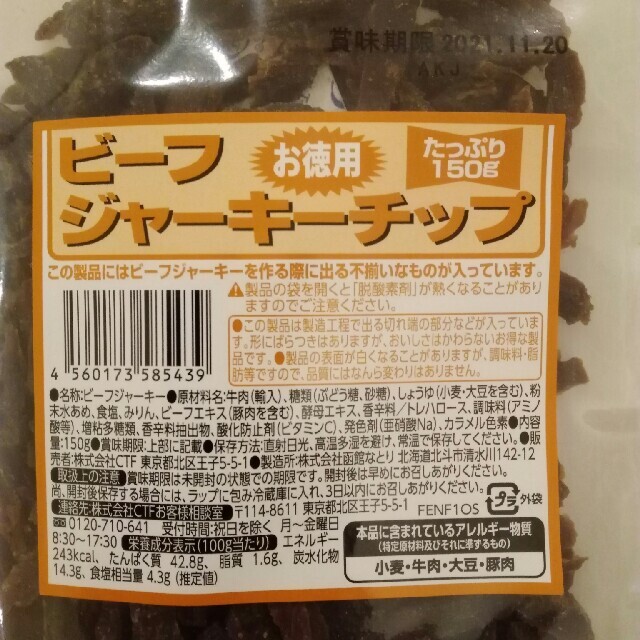 賞味期限 2021.11.20
AKJ
ビーフ
お徳用
たっぷり
150g
ジャーキーチップ
この製品にはビーフジャーキーを作る際に出る不揃いなものが入っています。
⚠製品の袋を開くと「脱酸素剤」が熱くなることがあり
ますのでご注意ください。
●この製品は製造工程で出る切れ端の部分などが入っていま
す。形にばらつきはありますが、おいしさはかわらないお得な製
品です。●製品の表面が白くなることがありますが、調味料・脂
肪等ですので、品質にはなんら変わりはありません。
4 560173 585439
●名称:ビーフジャーキー●原材料名:牛肉(輸入)、糖類(ぶどう糖、砂糖)、しょうゆ(小麦・大豆を含む)、粉
末水あめ、食塩、みりん、ビーフエキス(豚肉を含む)、酵母エキス、香辛料/トレハロース、調味料(アミノ
酸等)、増粘多糖類、香辛料抽出物、酸化防止剤(ビタミンC)、発色剤(亜硝酸Na)、カラメル色素●内容
量:150g●賞味期限:上部に記載●保存方法:直射日光、高温多湿を避け、常温で保存してください。●販
売者:株式会社CTF 東京都北区王子5-5-1●製造所:株式会社函館なとり 北海道北斗市清水川142-12
取扱上の注意 賞味期限は未開封の状態での期限です。開封後は早めにお召しあがりください。
尚、開封後保存する場合には、ラップに包み冷蔵庫に入れ、3日以内にお召しあがりください。
連絡先:株式会社CTFお客様相談室 〒114-8611 東京都北区王子5-5-1
0120-710-641 受付時間:祝日を除く 月~金曜日
8:30~17:30
FENF1OS
プラ 外袋
栄養成分表示(100g当たり) エネルギー
243kcal、たんぱく質 42.8g、脂質 1.6g、炭水化物
14.3g、食塩相当量 4.3g (推定値)
本品に含まれているアレルギー物質
(特定原材料及びそれに準ずるもの)
小麦・牛肉・大豆・豚肉